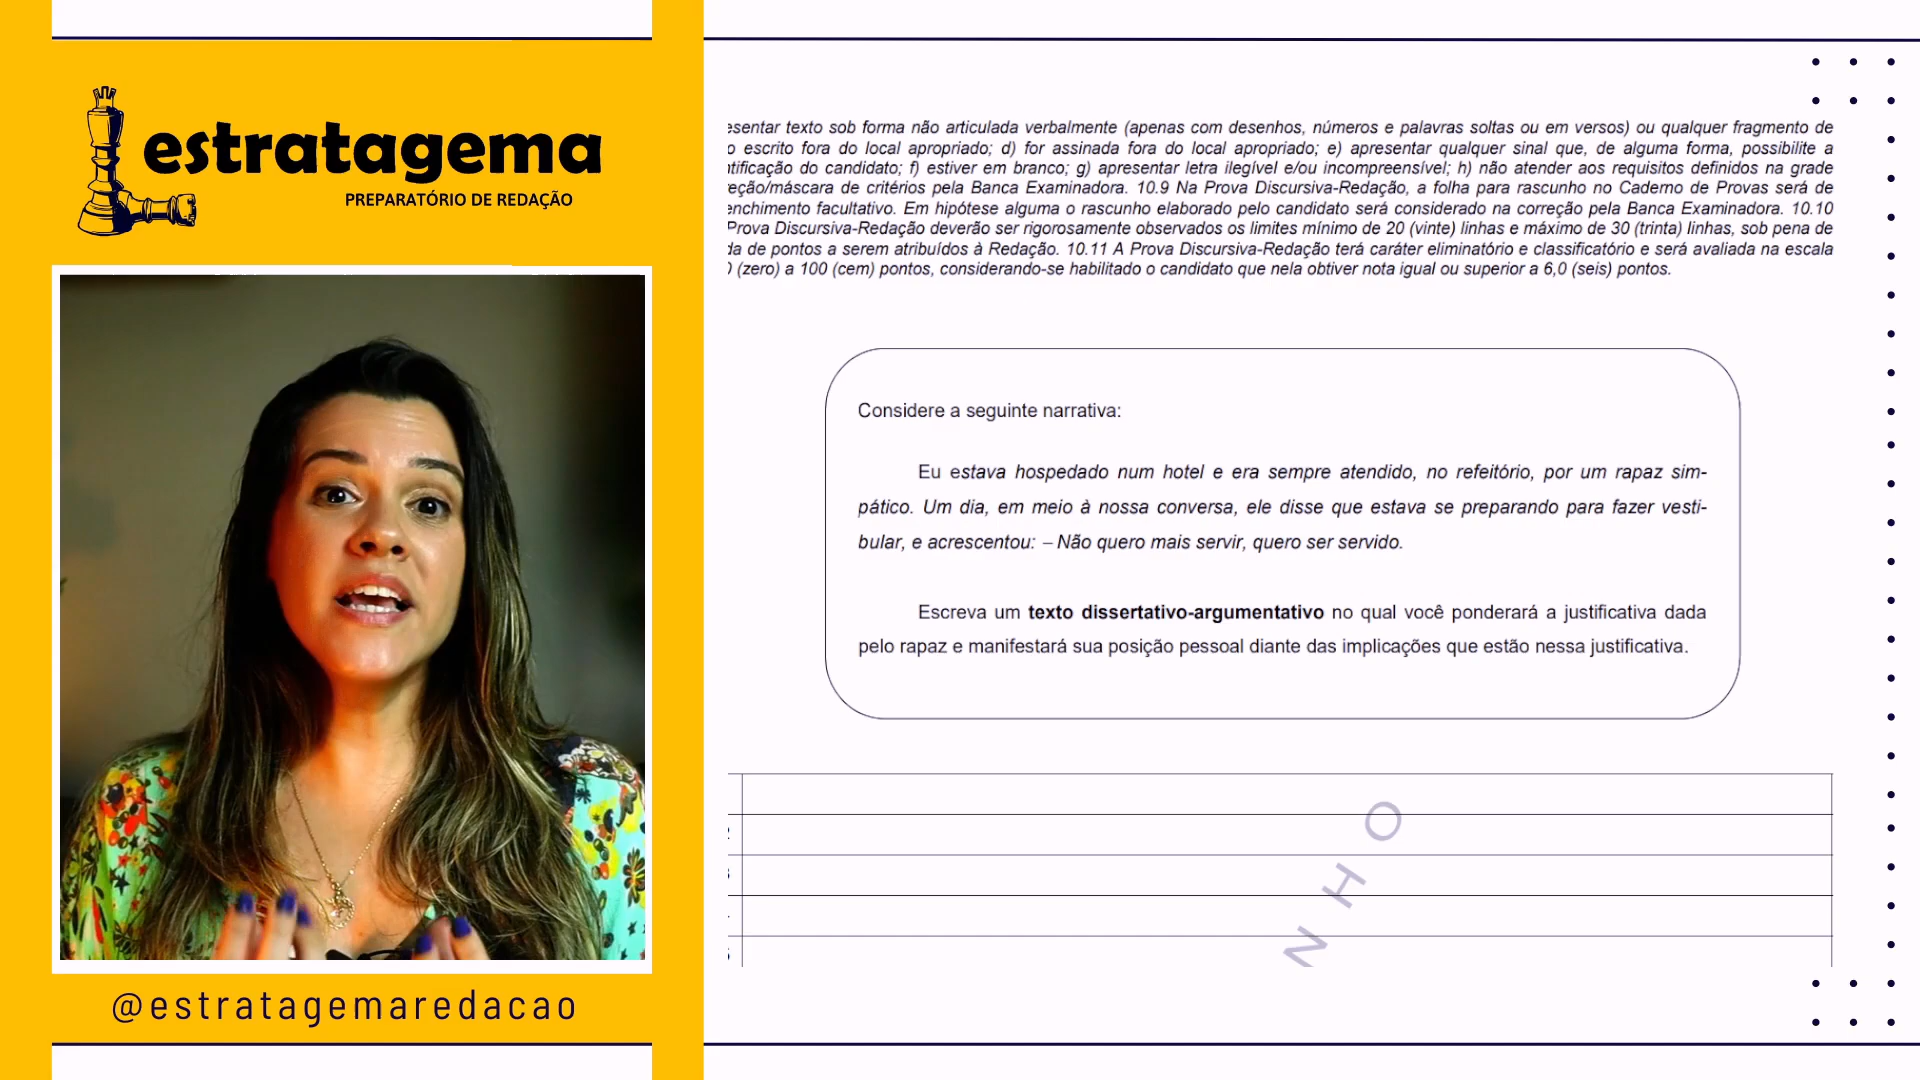 estratagema
PREPARATÓRIO DE REDAÇÃO
@estratagemaredacao
esentar texto sob forma não articulada verbalmente (apenas com desenhos, números e palavras soltas ou em versos) ou qualquer fragmento de
o escrito fora do local apropriado; d) for assinada fora do local apropriado; e) apresentar qualquer sinal que, de alguma forma, possibilite a
ntificação do candidato; f) estiver em branco; g) apresentar letra ilegível e/ou incompreensível; h) não atender aos requisitos definidos na grade
reção/máscara de critérios pela Banca Examinadora. 10.9 Na Prova Discursiva-Redação, a folha para rascunho no Caderno de Provas será de
enchimento facultativo. Em hipótese alguma o rascunho elaborado pelo candidato será considerado na correção pela Banca Examinadora. 10.10
Prova Discursiva-Redação deverão ser rigorosamente observados os limites mínimo de 20 (vinte) linhas e máximo de 30 (trinta) linhas, sob pena de
da de pontos a serem atribuídos à Redação. 10.11 A Prova Discursiva-Redação terá caráter eliminatório e classificatório e será avaliada na escala
0 (zero) a 100 (cem) pontos, considerando-se habilitado o candidato que nela obtiver nota igual ou superior a 6,0 (seis) pontos.
Considere a seguinte narrativa:
Eu estava hospedado num hotel e era sempre atendido, no refeitório, por um rapaz sim-
pático. Um dia, em meio à nossa conversa, ele disse que estava se preparando para fazer vesti-
bular, e acrescentou: – Não quero mais servir, quero ser servido.
Escreva um texto dissertativo-argumentativo no qual você ponderará a justificativa dada
pelo rapaz e manifestará sua posição pessoal diante das implicações que estão nessa justificativa.
N H O